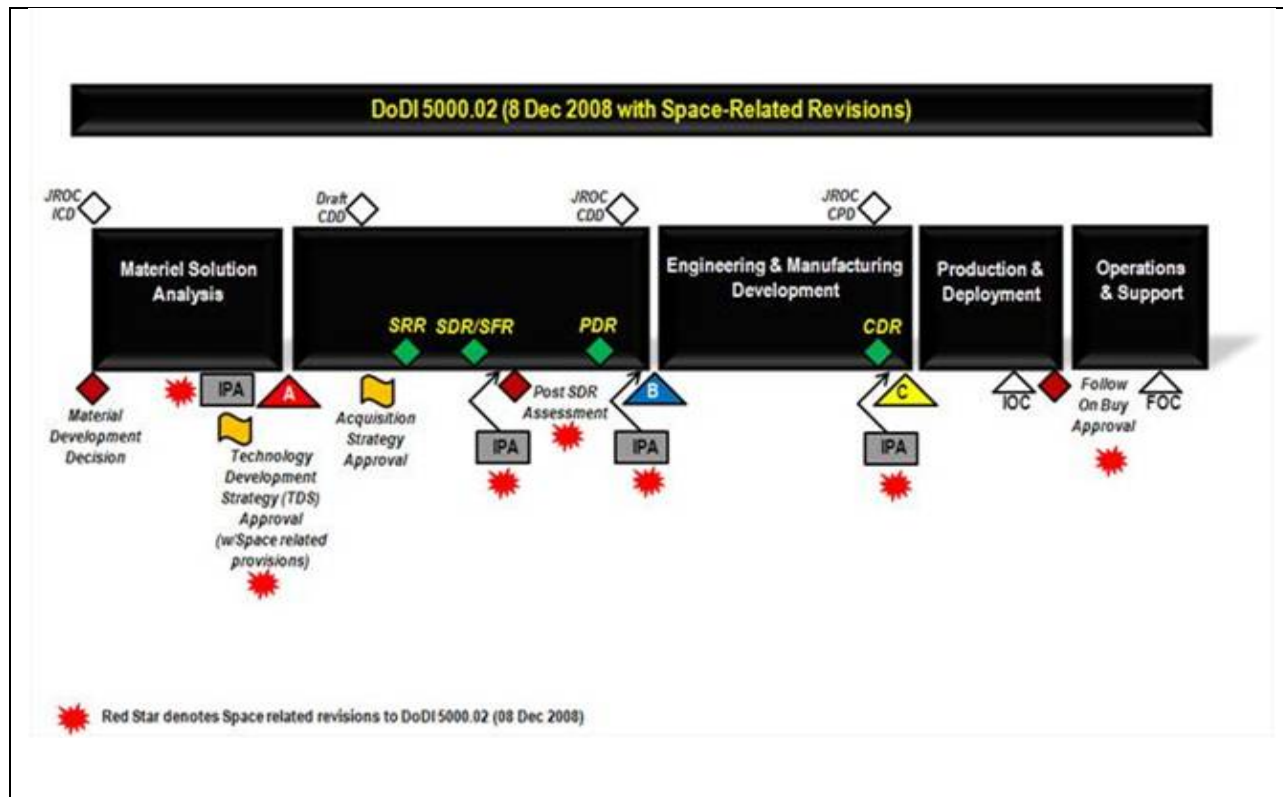 DoDI 5000.02 (8 Dec 2008 with Space-Related Revisions)
JROC
ICD
Draft
CDD
JROC
CDD
JROC
CPD
Materiel Solution
Analysis
Engineering & Manufacturing
Development
Production &
Deployment
Operations
& Support
SRR
SDR/SFR
PDR
CDR
Material
Development
Decision
IPA
A
Technology
Development
Strategy (TDS)
Approval
(w/Space related
provisions)
Acquisition
Strategy
Approval
IPA
Post SDR
Assessment
IPA
B
IPA
C
IOC
Follow
On Buy
Approval
FOC
Red Star denotes Space related revisions to DoDI 5000.02 (08 Dec 2008)